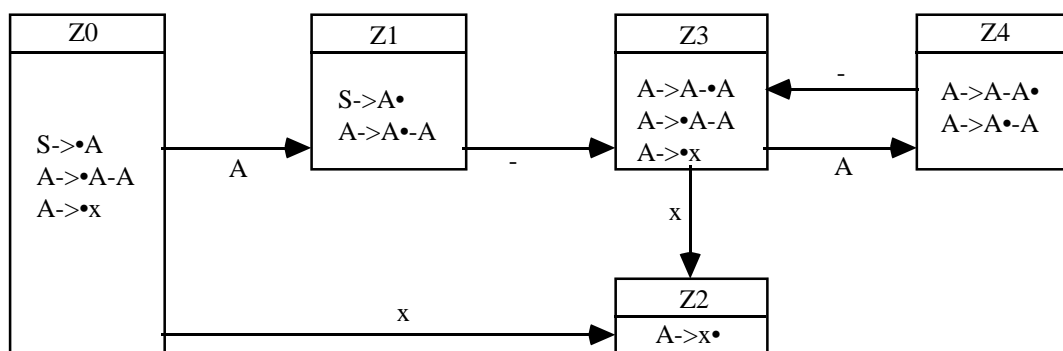 Z0
S->•A
A->•A-A
A->•x
A
Z1
S->A•
A->A•-A
-
Z3
A->A-•A
A->•A-A
A->•x
-
A
Z4
A->A-A•
A->A•-A
x
x
Z2
A->x•